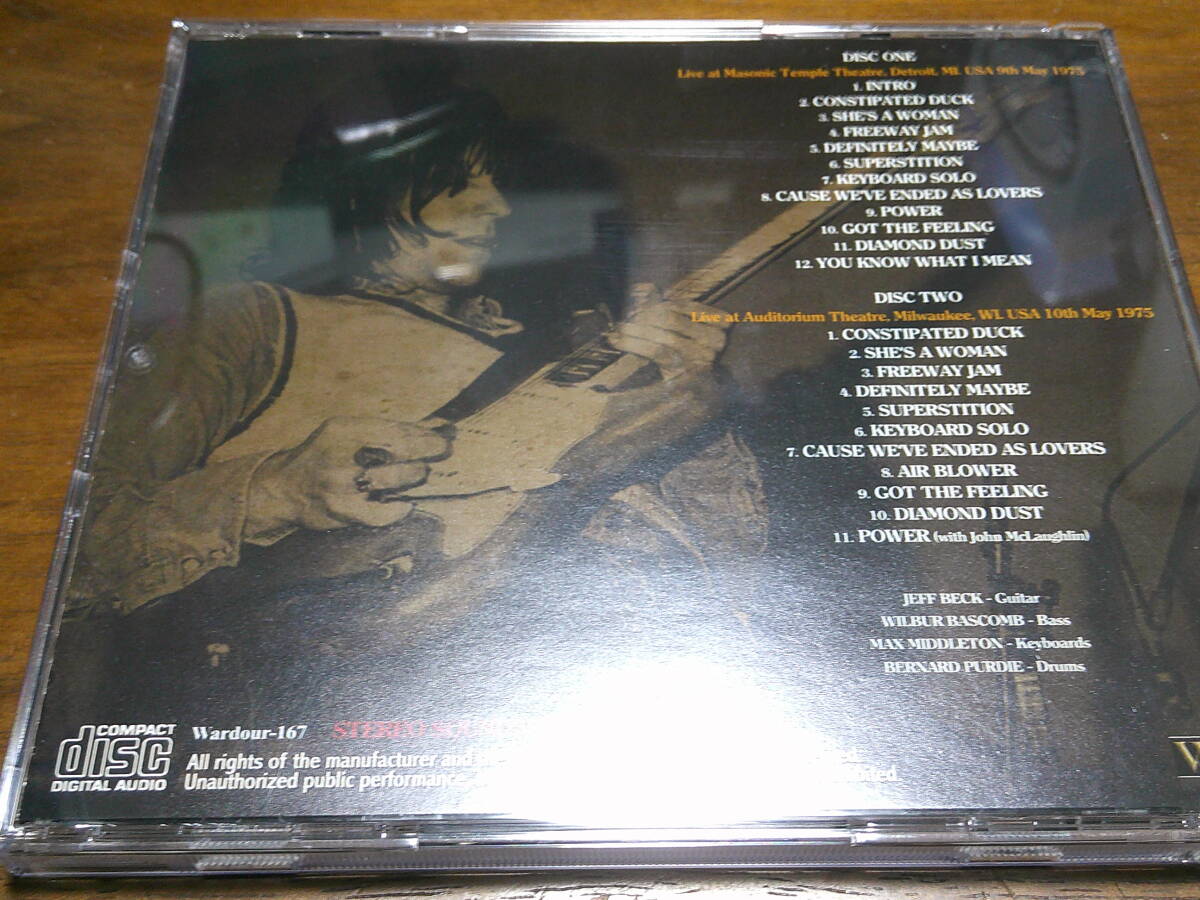 DISC ONE
Live at Masonic Temple Theatre, Detroit, MI. USA 9th May 1975
1. INTRO
2. CONSTIPATED DUCK
3. SHE'S A WOMAN
4. FREEWAY JAM
5. DEFINITELY MAYBE
6. SUPERSTITION
7. KEYBOARD SOLO
8. CAUSE WE'VE ENDED AS LOVERS
9. POWER
10. GOT THE FEELING
11. DIAMOND DUST
12. YOU KNOW WHAT I MEAN
DISC TWO
Live at Auditorium Theatre, Milwaukee, WI. USA 10th May 1975
1. CONSTIPATED DUCK
2. SHE'S A WOMAN
3. FREEWAY JAM
4. DEFINITELY MAYBE
5. SUPERSTITION
6. KEYBOARD SOLO
7. CAUSE WE'VE ENDED AS LOVERS
8. AIR BLOWER
9. GOT THE FEELING
10. DIAMOND DUST
11. POWER (with John McLaughlin)
JEFF BECK - Guitar
WILBUR BASCOMB - Bass
MAX MIDDLETON - Keyboards
BERNARD PURDIE - Drums
COMPACT disc DIGITAL AUDIO
Wardour-167 STEREO
All rights of the manufacturer and
Unauthorized public performance